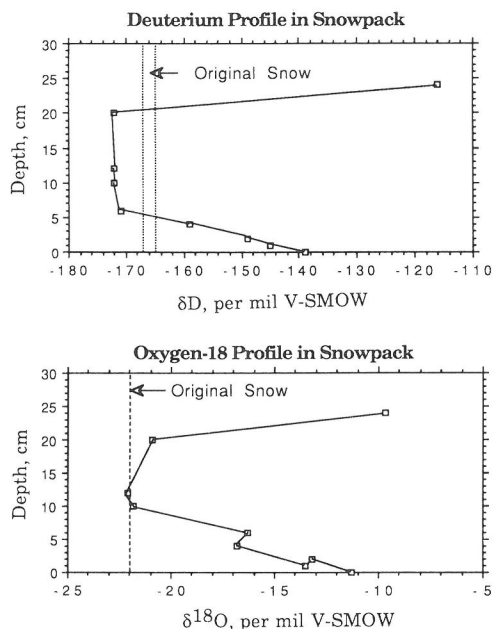 Deuterium Profile in Snowpack
30
25
20
15
10
5
0
Original Snow
Depth, cm
-180 -170 -160 -150 -140 -130 -120 -110
δD, per mil V-SMOW
Oxygen-18 Profile in Snowpack
30
25
20
15
10
5
0
Original Snow
Depth, cm
-25 -20 -15 -10 -5
δ¹⁸O, per mil V-SMOW